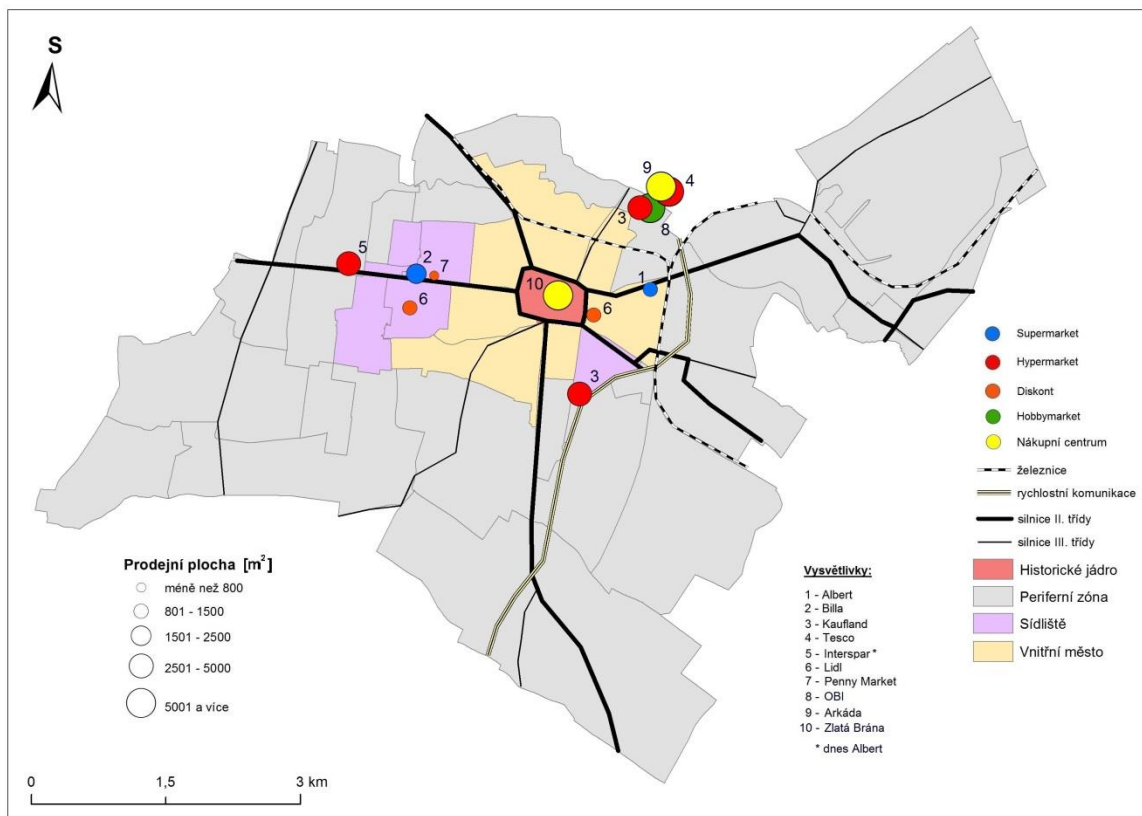 S
9
4
3
8
5
2
7
10
1
6
6
3
Supermarket
Hypermarket
Diskont
Hobbymarket
Nákupní centrum
železnice
rychlostní komunikace
silnice II. třídy
silnice III. třídy
Historické jádro
Periferní zóna
Sídliště
Vnitřní město
Prodejní plocha [m²]
méně než 800
801 - 1500
1501 - 2500
2501 - 5000
5001 a více
Vysvětlivky:
1 - Albert
2 - Billa
3 - Kaufland
4 - Tesco
5 - Interspar *
6 - Lidl
7 - Penny Market
8 - OBI
9 - Arkáda
10 - Zlatá Brána
* dnes Albert
0 1,5 3 km